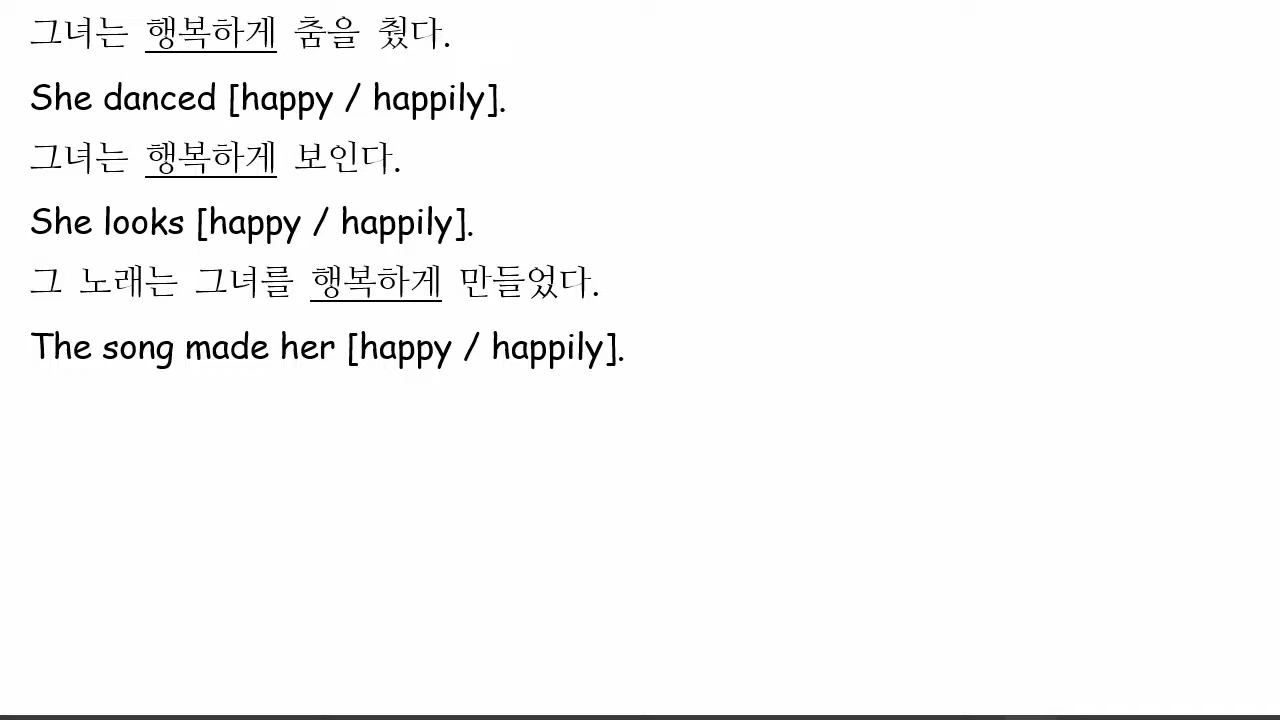 그녀는 행복하게 춤을 췄다.
She danced [happy / happily].
그녀는 행복하게 보인다.
She looks [happy / happily].
그 노래는 그녀를 행복하게 만들었다.
The song made her [happy / happily].